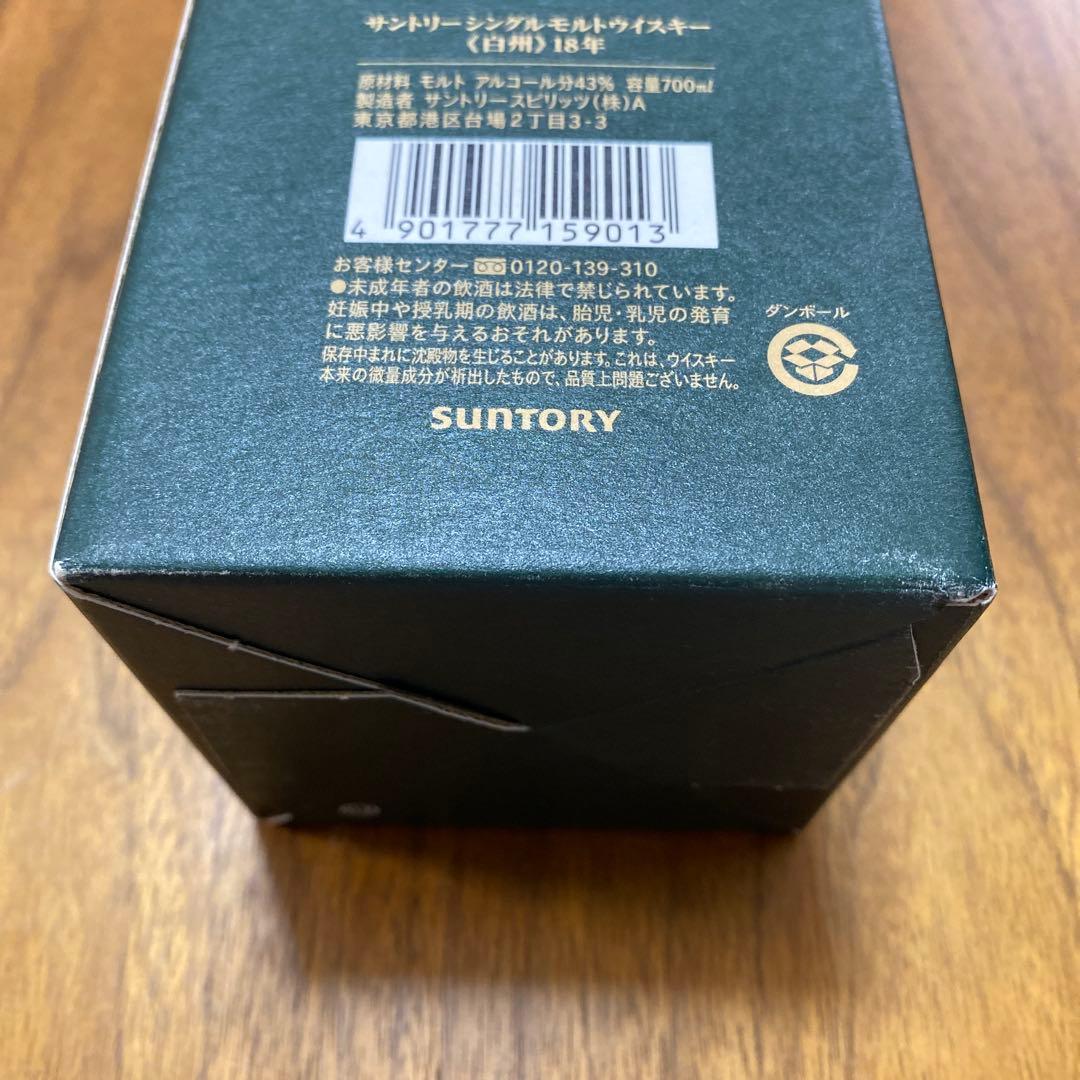 サントリー シングルモルトウイスキー
《白州》18年
原材料 モルト アルコール分43% 容量700ml
製造者 サントリースピリッツ(株)A
東京都港区台場2丁目3-3
4 901777 159013
お客様センター 0120-139-310
●未成年者の飲酒は法律で禁じられています。
妊娠中や授乳期の飲酒は、胎児・乳児の発育
に悪影響を与えるおそれがあります。
保存中まれに沈殿物を生じることがあります。これは、ウイスキー
本来の微量成分が析出したもので、品質上問題ございません。
ダンボール
SUNTORY